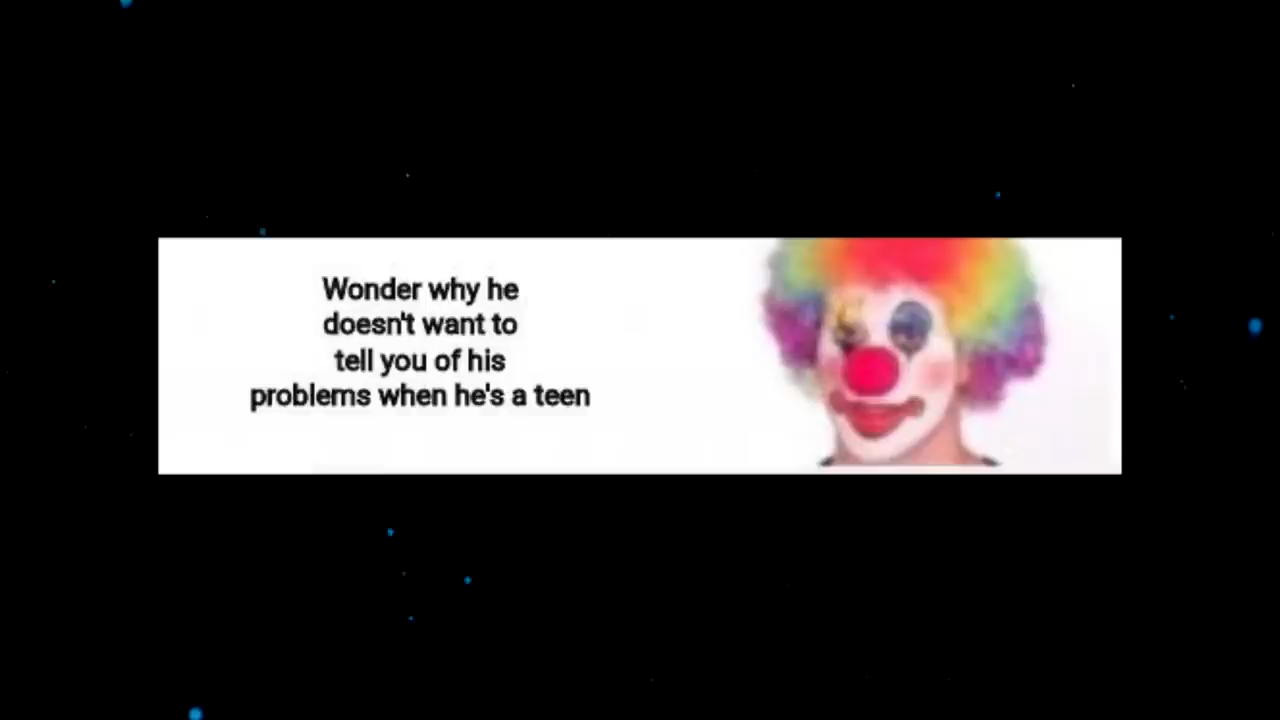 Wonder why he
doesn't want to
tell you of his
problems when he's a teen